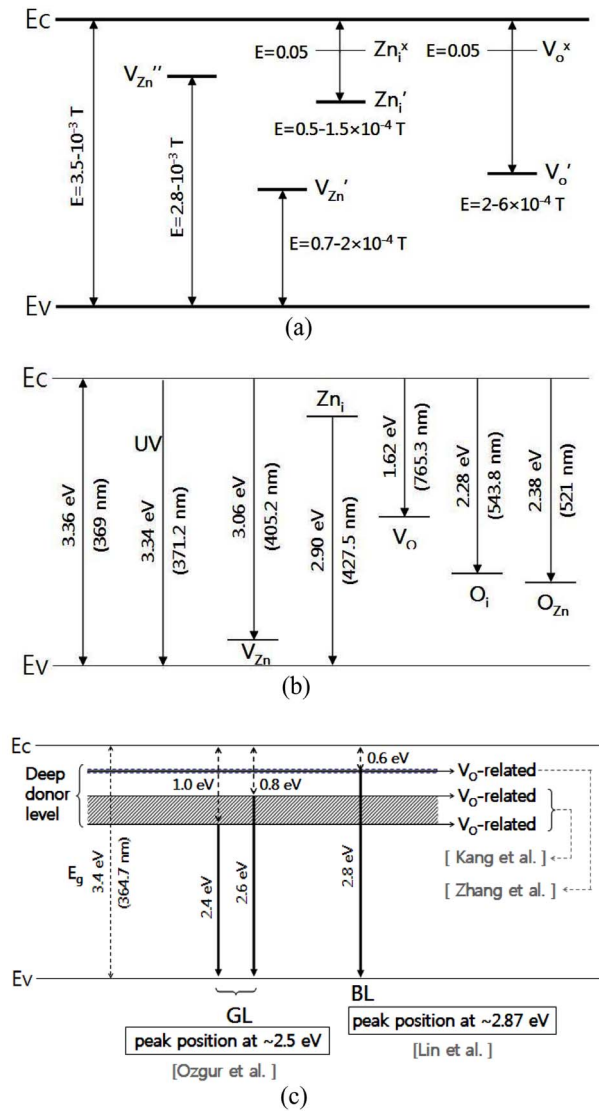 Ec
E=3.5-10⁻³ T
V_Zn''
E=2.8-10⁻³ T
E=0.05
Zn_i^x
Zn_i'
E=0.5-1.5×10⁻⁴ T
V_Zn'
E=0.7-2×10⁻⁴ T
E=0.05
V_o^x
V_o'
E=2-6×10⁻⁴ T
Ev
(a)
Ec
3.36 eV
(369 nm)
UV
3.34 eV
(371.2 nm)
3.06 eV
(405.2 nm)
V_Zn
Zn_i
2.90 eV
(427.5 nm)
1.62 eV
(765.3 nm)
V_O
2.28 eV
(543.8 nm)
O_i
2.38 eV
(521 nm)
O_Zn
Ev
(b)
Ec
Deep
donor
level
E_g
3.4 eV
(364.7 nm)
1.0 eV
0.8 eV
0.6 eV
V_O-related
V_O-related
V_O-related
[ Kang et al. ]
[ Zhang et al. ]
2.4 eV
2.6 eV
2.8 eV
Ev
GL
peak position at ~2.5 eV
[Ozgur et al. ]
BL
peak position at ~2.87 eV
[Lin et al. ]
(c)